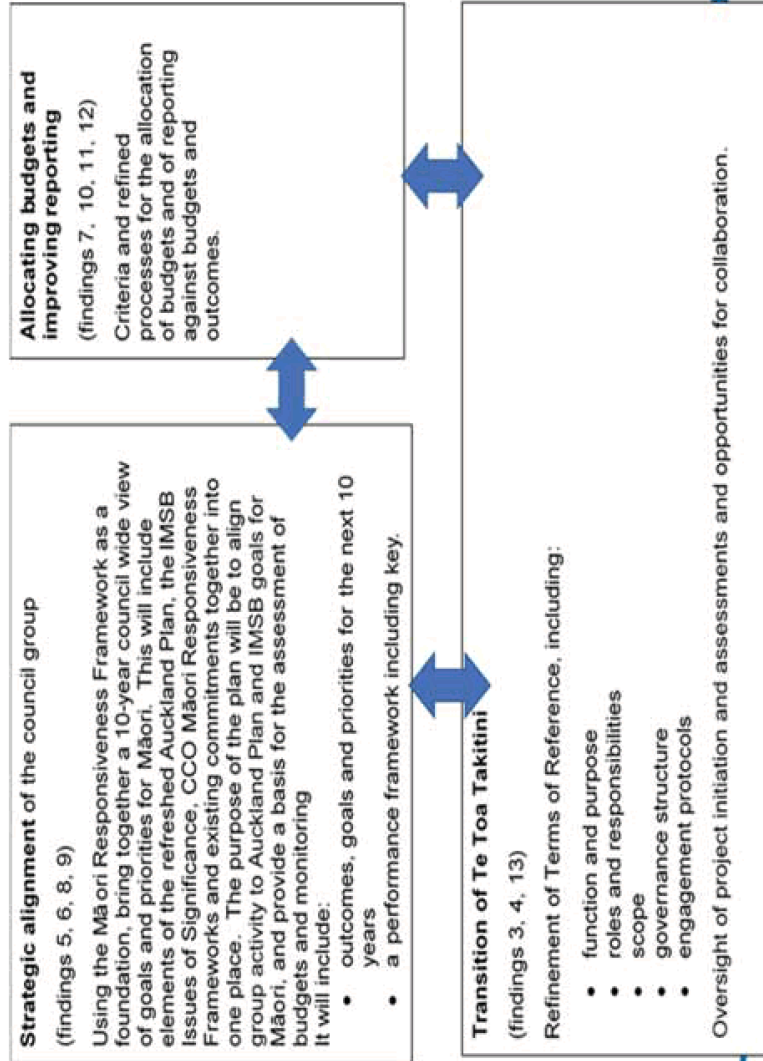 Strategic alignment of the council group
(findings 5, 6, 8, 9)
Using the Māori Responsiveness Framework as a
foundation, bring together a 10-year council wide view
of goals and priorities for Māori.  This will include
elements of the refreshed Auckland Plan, the IMSB
Issues of Significance, CCO Māori Responsiveness
Frameworks and existing commitments together into
one place.  The purpose of the plan will be to align
group activity to Auckland Plan and IMSB goals for
Māori, and provide a basis for the assessment of
budgets and monitoring
It will include:
• outcomes, goals and priorities for the next 10
years
• a performance framework including key.
Allocating budgets and
improving reporting
(findings 7, 10, 11, 12)
Criteria and refined
processes for the allocation
of budgets and of reporting
against budgets and
outcomes.
Transition of Te Toa Takitini
(findings 3, 4, 13)
Refinement of Terms of Reference, including:
• function and purpose
• roles and responsibilities
• scope
• governance structure
• engagement protocols
Oversight of project initiation and assessments and opportunities for collaboration.